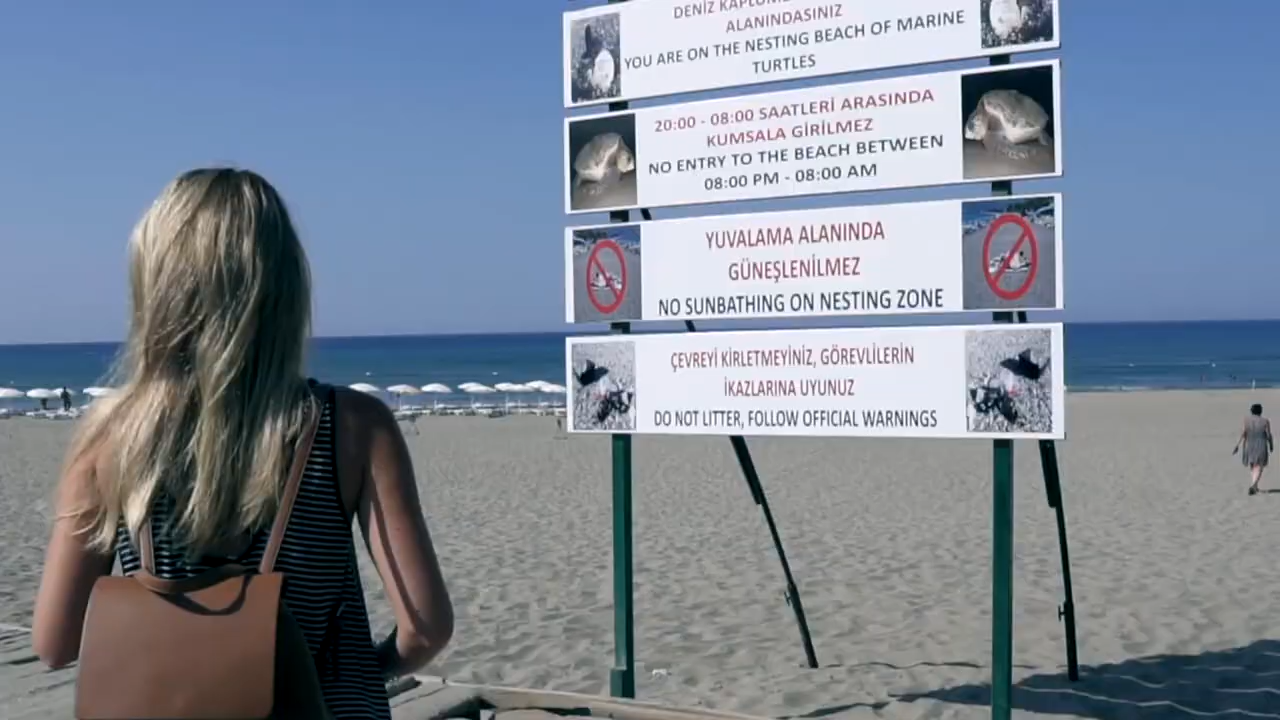 DENİZ
ALANINDASINIZ
YOU ARE ON THE NESTING BEACH OF MARINE
TURTLES
20:00 - 08:00 SAATLERİ ARASINDA
KUMSALA GİRİLMEZ
NO ENTRY TO THE BEACH BETWEEN
08:00 PM - 08:00 AM
YUVALAMA ALANINDA
GÜNEŞLENİLMEZ
NO SUNBATHING ON NESTING ZONE
ÇEVREYİ KİRLETMEYİNİZ, GÖREVLİLERİN
İKAZLARINA UYUNUZ
DO NOT LITTER, FOLLOW OFFICIAL WARNINGS